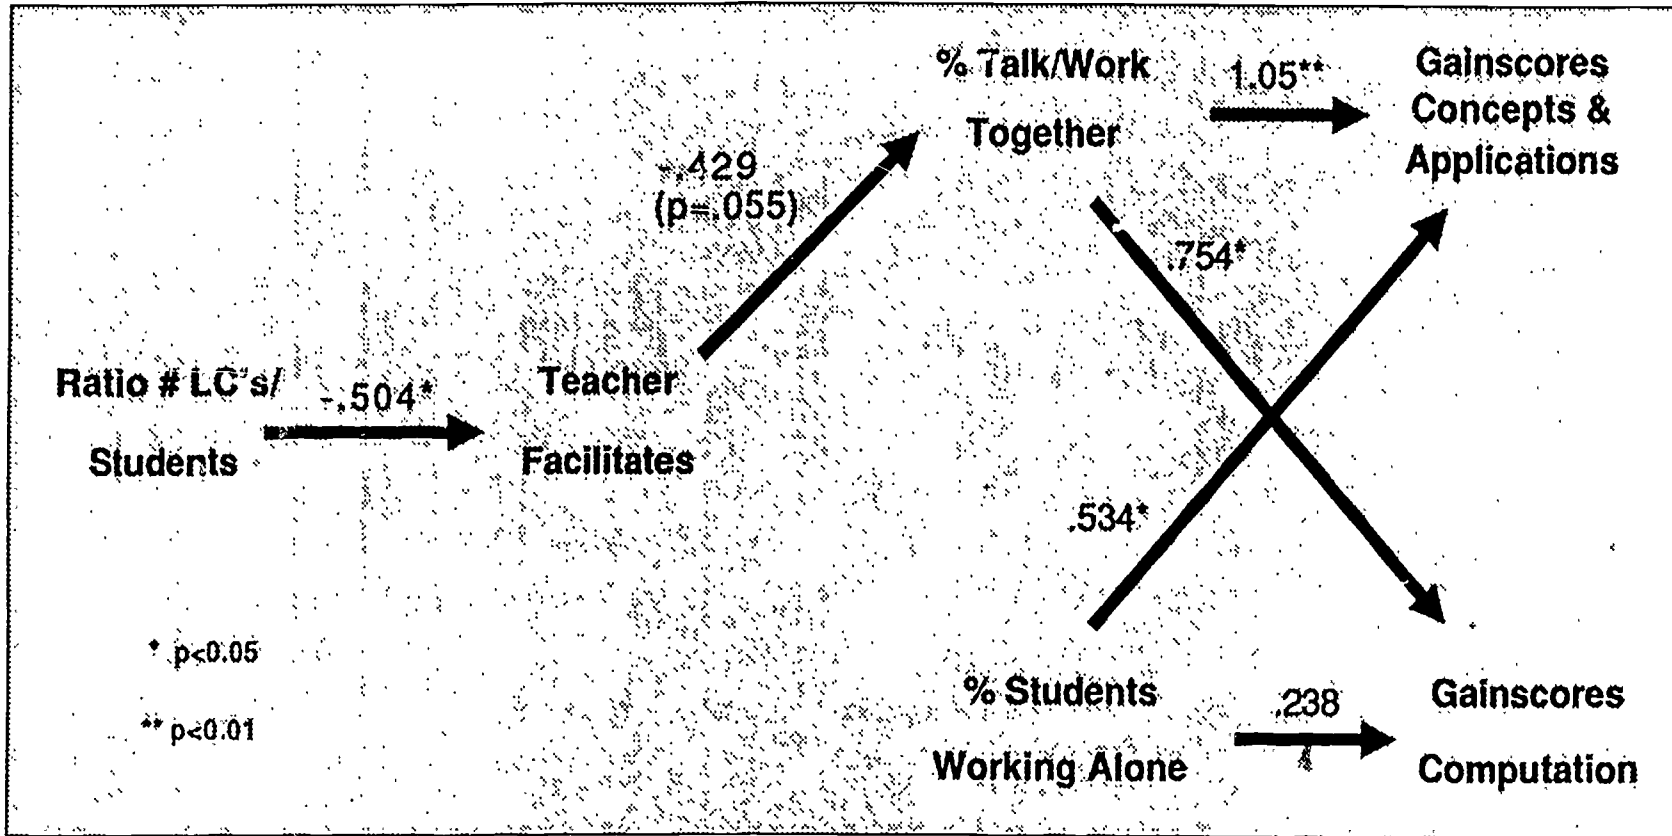 % Talk/Work
Together
1.05**
Gainscores
Concepts &
Applications
-.429
(p=.055)
.754*
Ratio # LC's/
Students
-.504*
Teacher
Facilitates
.534*
* p<0.05
** p<0.01
% Students
Working Alone
.238
Gainscores
Computation